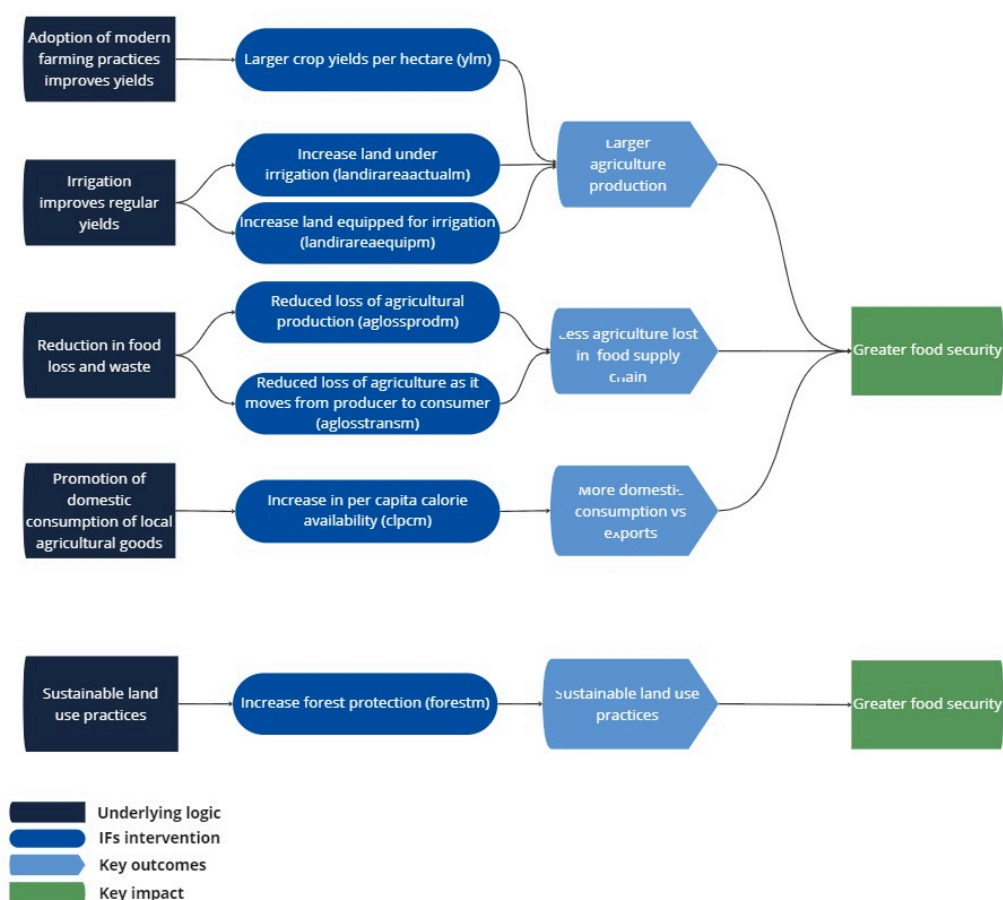 Adoption of modern
farming practices
improves yields
Larger crop yields per hectare (ylm)
Larger
agriculture
production
Irrigation
improves regular
yields
Increase land under
irrigation (landirareaactualm)
Increase land equipped for irrigation
(landirareaequipm)
Reduction in food
loss and waste
Reduced loss of agricultural
production (aglossprodm)
Reduced loss of agriculture as it
moves from producer to consumer
(aglosstransm)
Less agriculture lost
in food supply
chain
Greater food security
Promotion of
domestic
consumption of local
agricultural goods
Increase in per capita calorie
availability (clpcm)
More domestic
consumption vs
exports
Sustainable land
use practices
Increase forest protection (forestm)
Sustainable land use
practices
Greater food security
Underlying logic
IFs intervention
Key outcomes
Key impact